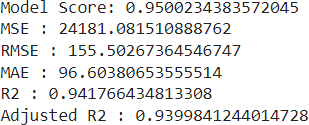 Model Score: 0.9500234383572045
MSE : 24181.081510888762
RMSE : 155.50267364546747
MAE : 96.60380653555514
R2 : 0.941766434813308
Adjusted R2 : 0.9399841244014728